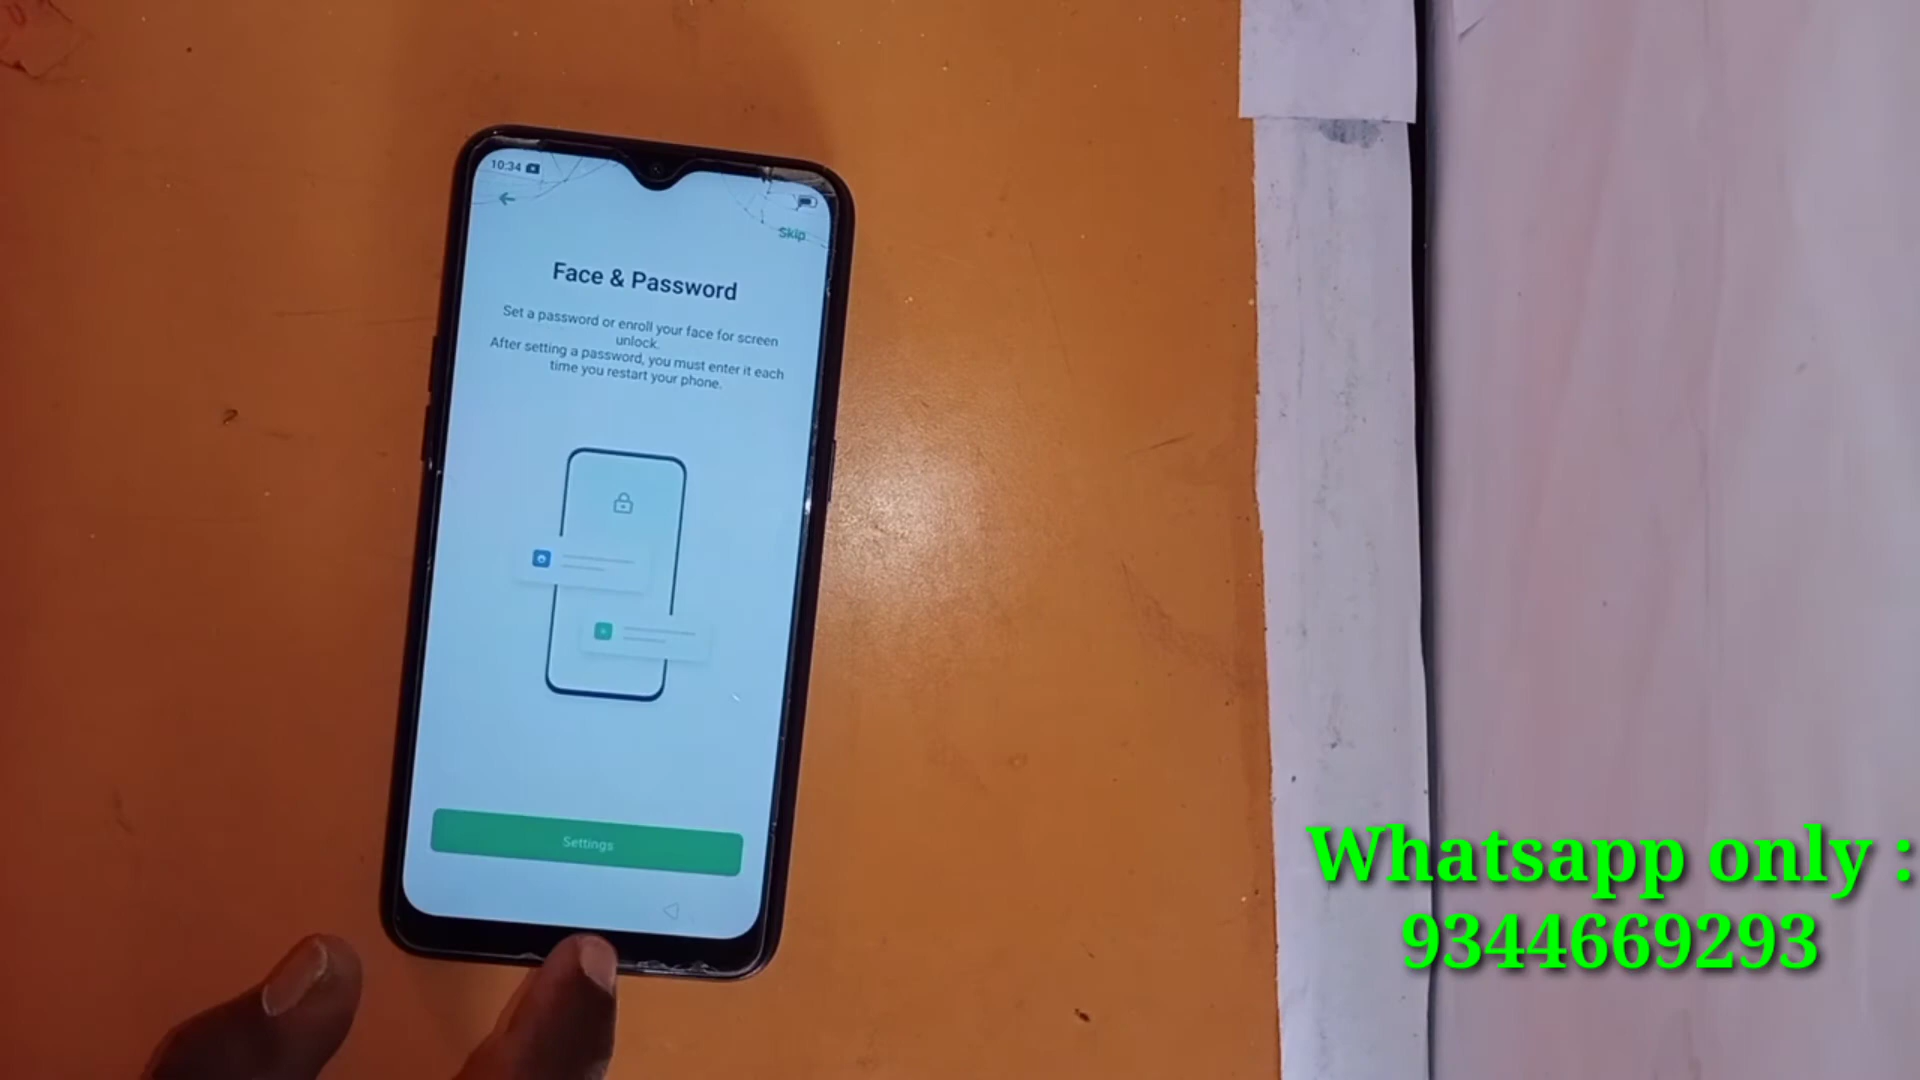 10:34
Skip
Face & Password
Set a password or enroll your face for screen
unlock.
After setting a password, you must enter it each
time you restart your phone.
Settings
Whatsapp only :
9344669293